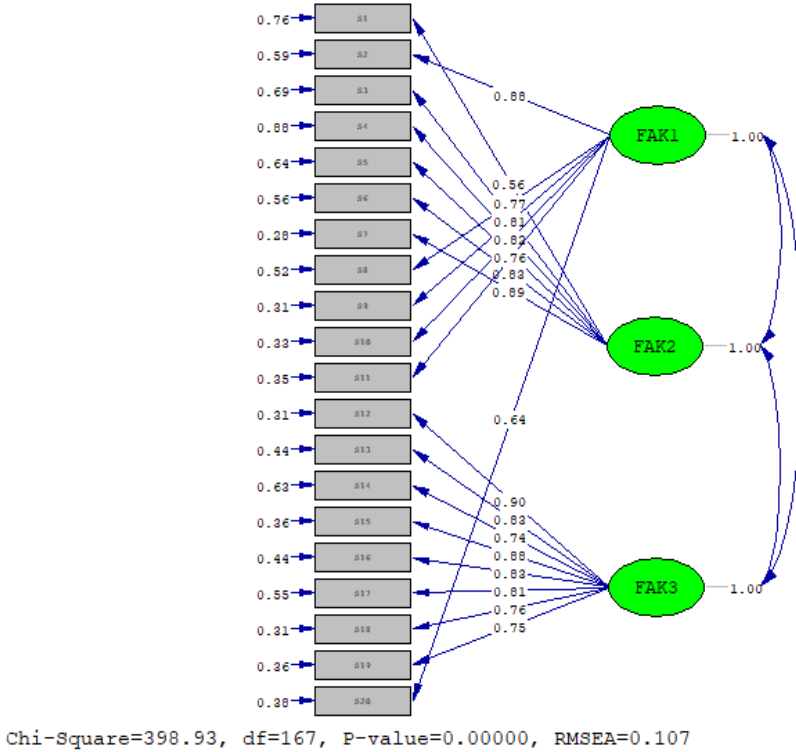 0.76 S1
0.59 S2
0.88
0.69 S3
0.88 S4
FAK1 1.00
0.64 S5
0.56
0.56 S6
0.77
0.81
0.28 S7
0.82
0.76
0.52 S8
0.83
0.89
0.31 S9
0.33 S10
FAK2 1.00
0.35 S11
0.31 S12
0.64
0.44 S13
0.63 S14
0.90
0.83
0.36 S15
0.74
0.88
0.44 S16
0.83
FAK3 1.00
0.55 S17
0.81
0.76
0.31 S18
0.75
0.36 S19
0.38 S20
Chi-Square=398.93, df=167, P-value=0.00000, RMSEA=0.107